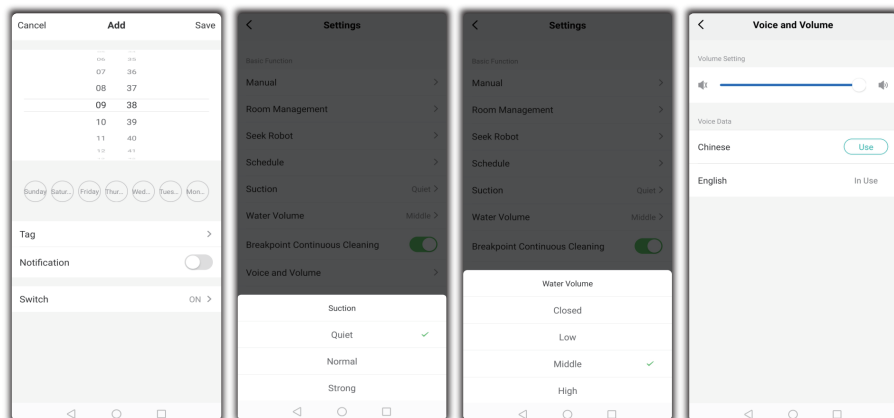 Cancel Add Save
06 35
07 36
08 37
09 38
10 39
11 40
12 41
Sunday Satur... Friday Thur... Wed... Tues... Mon...
Tag
Notification
Switch ON
Settings
Basic Function
Manual
Room Management
Seek Robot
Schedule
Suction Quiet
Water Volume Middle
Breakpoint Continuous Cleaning
Voice and Volume
Suction
Quiet
Normal
Strong
Settings
Basic Function
Manual
Room Management
Seek Robot
Schedule
Suction Quiet
Water Volume Middle
Breakpoint Continuous Cleaning
Water Volume
Closed
Low
Middle
High
Voice and Volume
Volume Setting
Voice Data
Chinese Use
English In Use